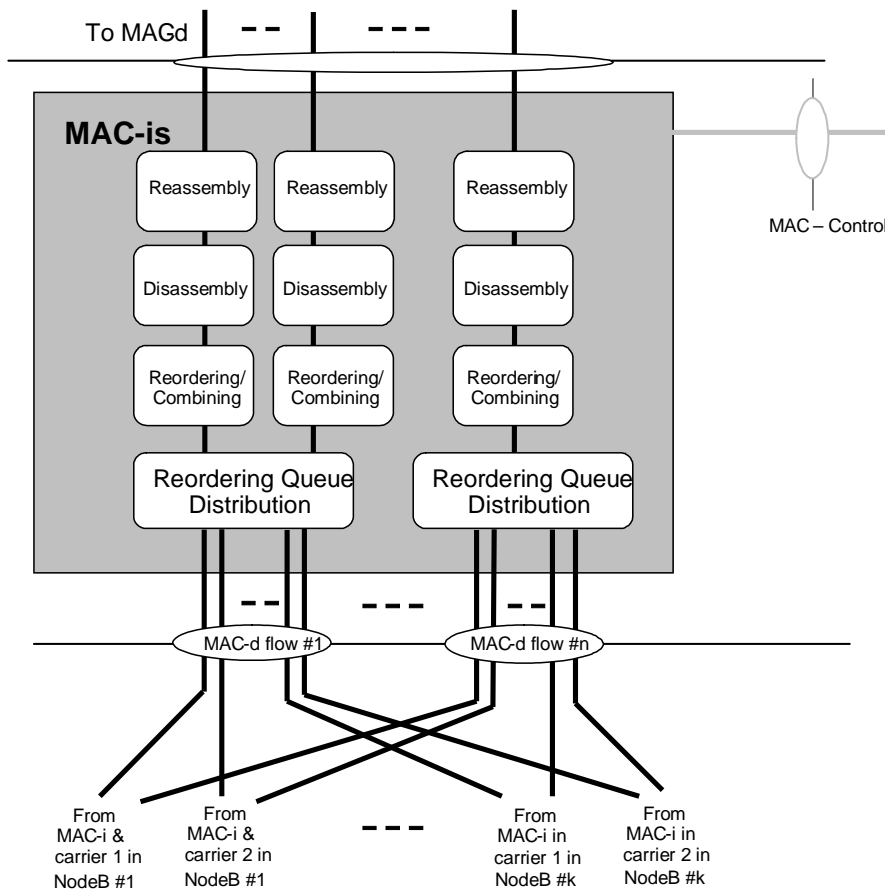 To MAGd
MAC-is
Reassembly
Reassembly
Reassembly
MAC – Control
Disassembly
Disassembly
Disassembly
Reordering/
Combining
Reordering/
Combining
Reordering/
Combining
Reordering Queue
Distribution
Reordering Queue
Distribution
MAC-d flow #1
MAC-d flow #n
From
MAC-i &
carrier 1 in
NodeB #1
From
MAC-i &
carrier 2 in
NodeB #1
From
MAC-i in
carrier 1 in
NodeB #k
From
MAC-i in
carrier 2 in
NodeB #k